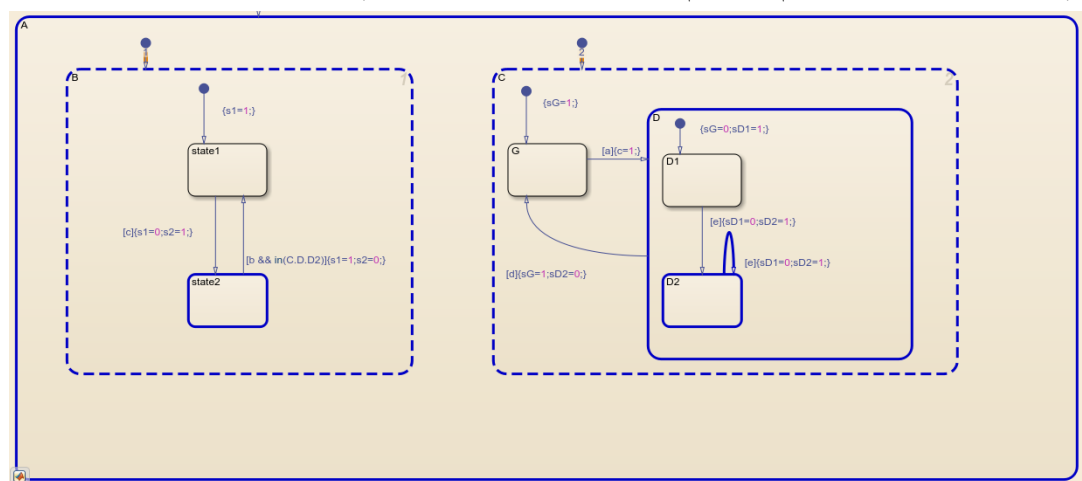 A
1
2
B
1
C
2
{s1=1;}
{sG=1;}
D
{sG=0;sD1=1;}
state1
G
[a]{c=1;}
D1
[c]{s1=0;s2=1;}
[e]{sD1=0;sD2=1;}
[b && in(C.D.D2)]{s1=1;s2=0;}
[d]{sG=1;sD2=0;}
[e]{sD1=0;sD2=1;}
state2
D2